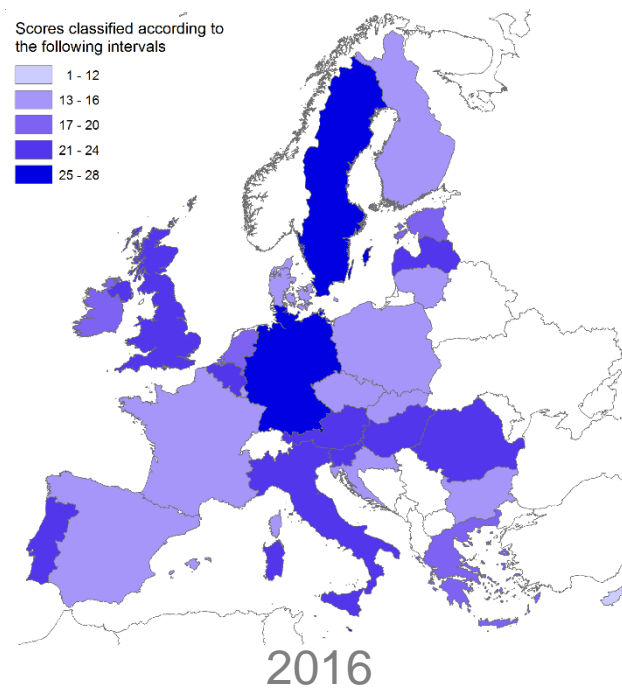 Scores classified according to
the following intervals
1 - 12
13 - 16
17 - 20
21 - 24
25 - 28
2016